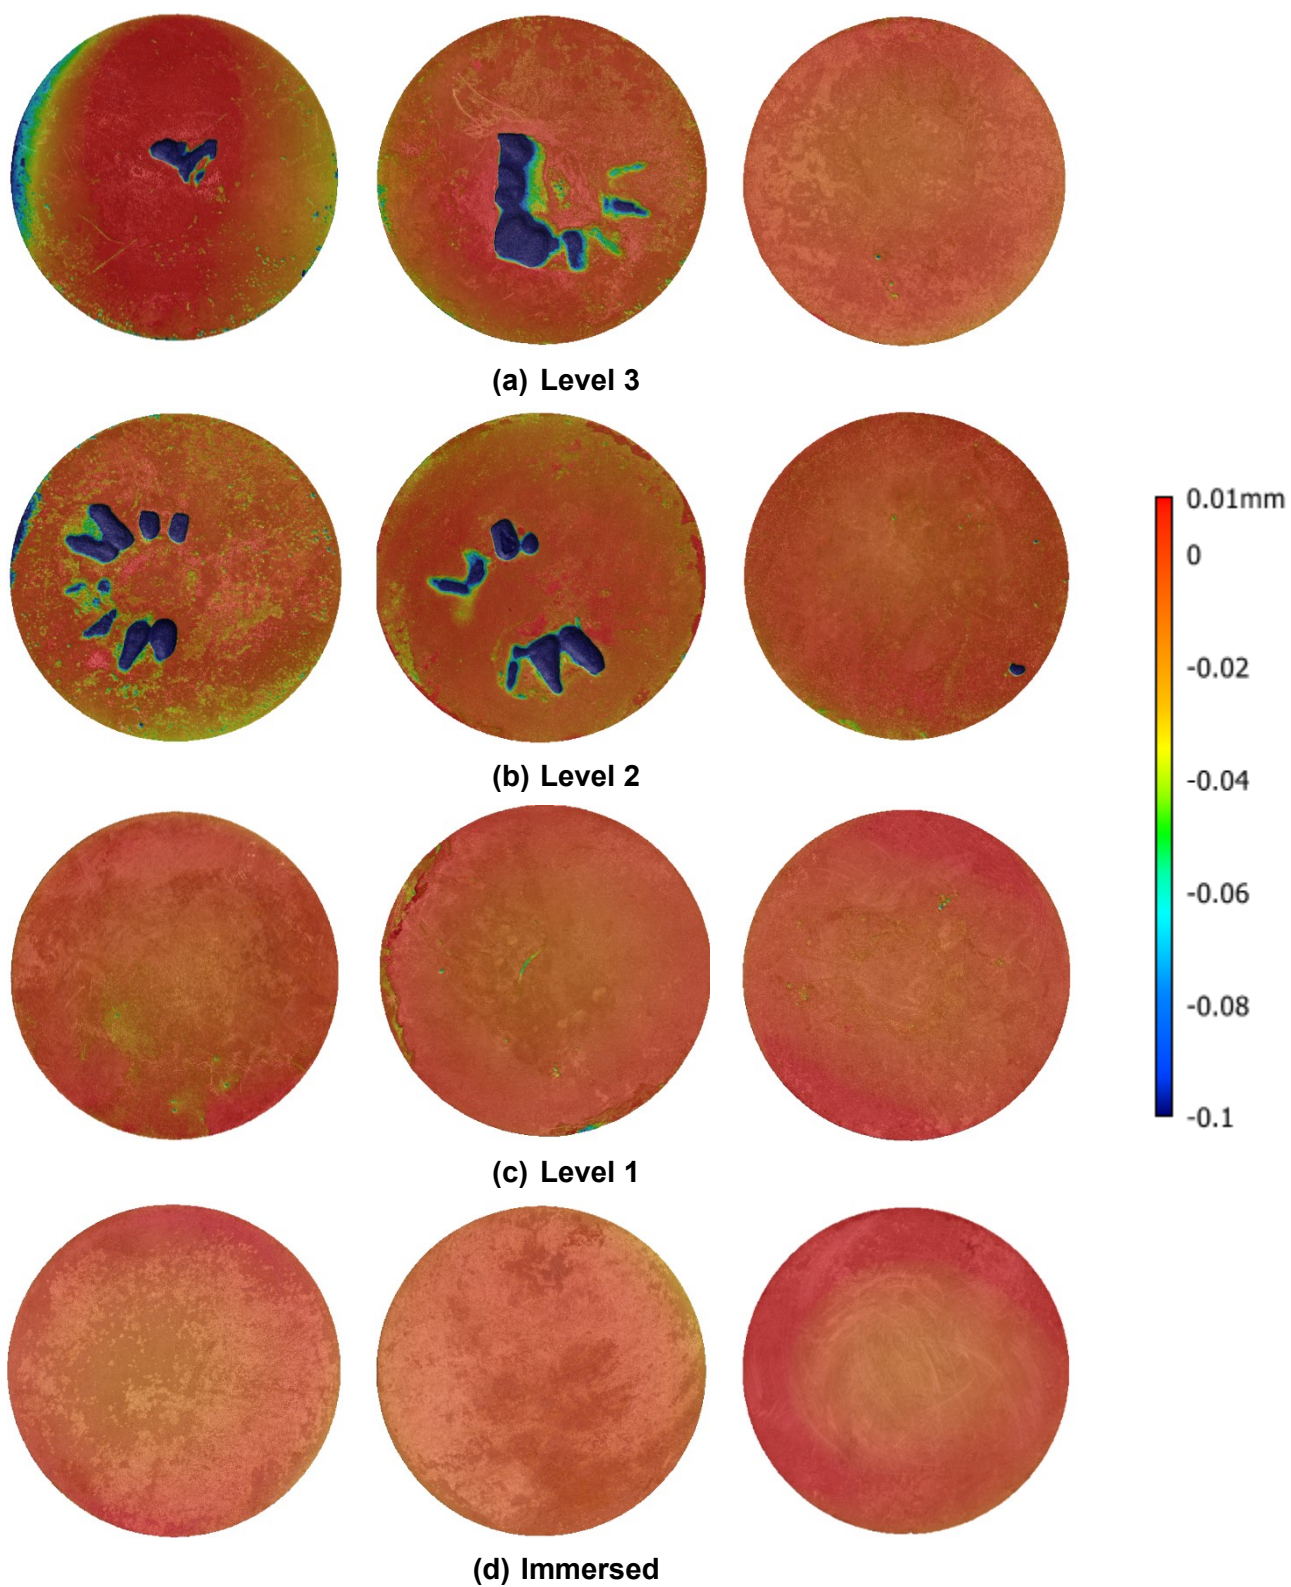 (a) Level 3
(b) Level 2
0.01mm
0
-0.02
-0.04
-0.06
-0.08
-0.1
(c) Level 1
(d) Immersed